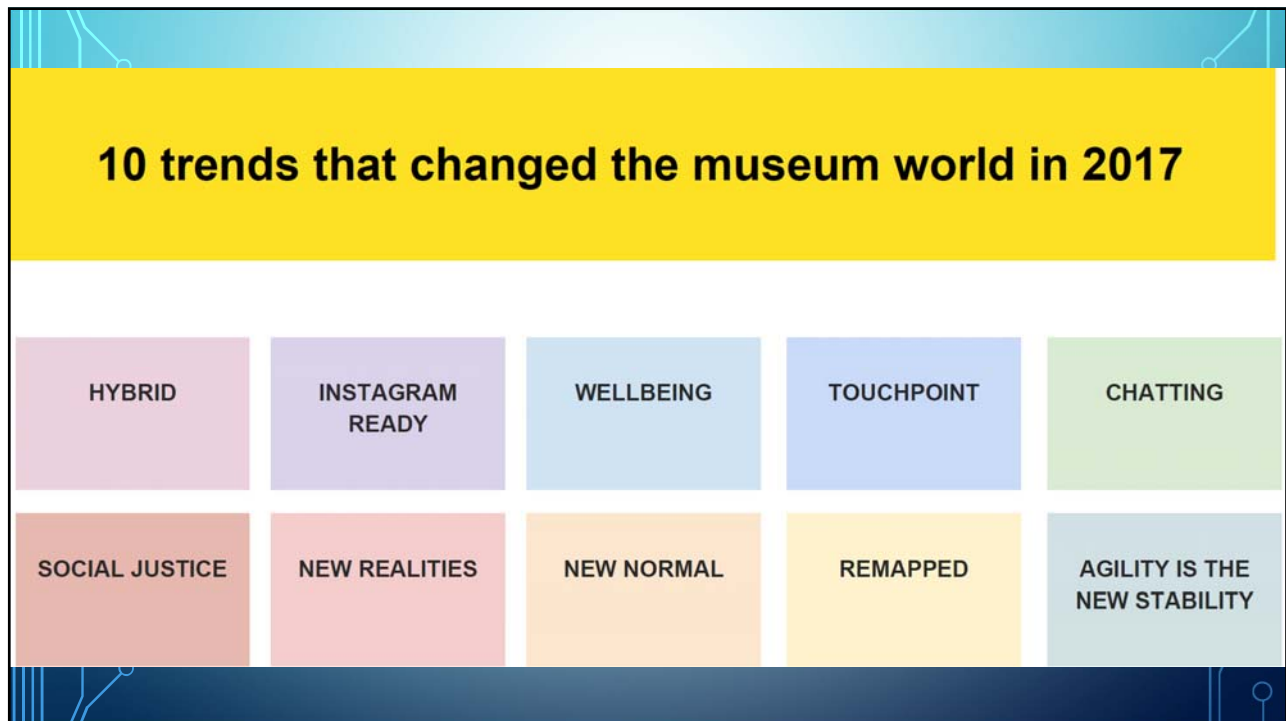 10 trends that changed the museum world in 2017
HYBRID
INSTAGRAM
READY
WELLBEING
TOUCHPOINT
CHATTING
SOCIAL JUSTICE
NEW REALITIES
NEW NORMAL
REMAPPED
AGILITY IS THE
NEW STABILITY